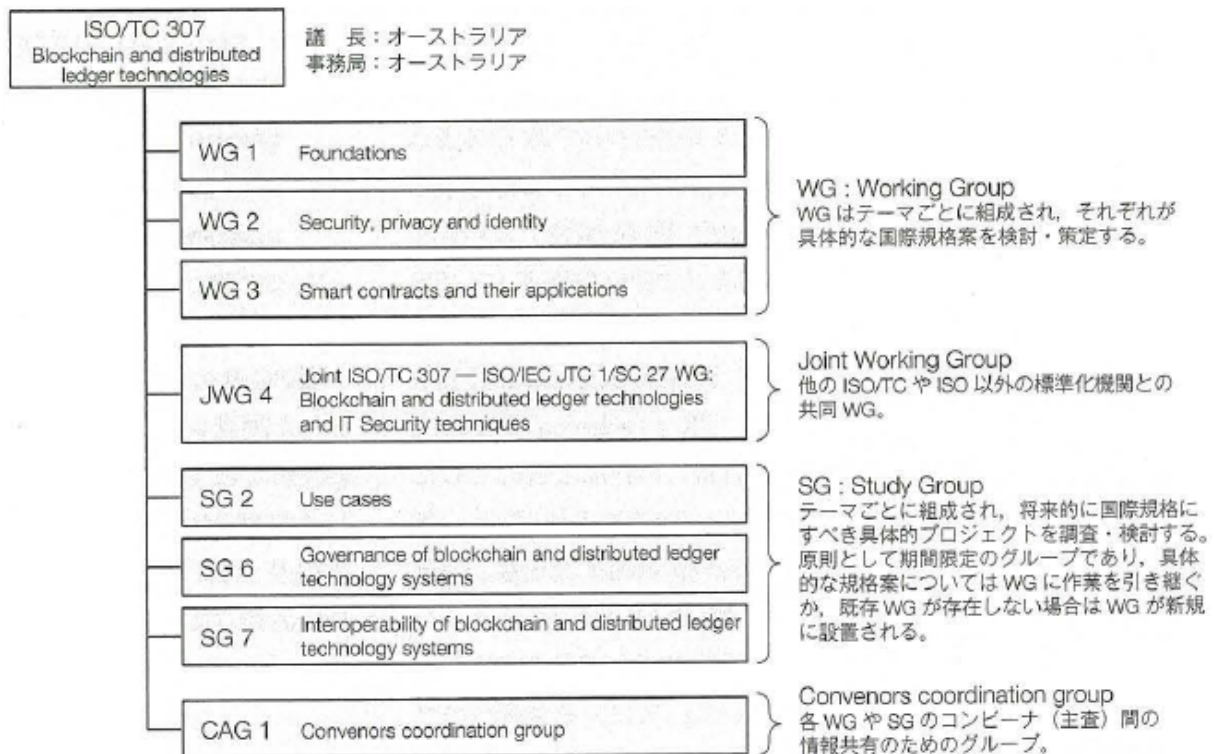 ISO/TC 307
Blockchain and distributed
ledger technologies
議　長：オーストラリア
事務局：オーストラリア
WG 1 Foundations
WG 2 Security, privacy and identity
WG 3 Smart contracts and their applications
WG : Working Group
WG はテーマごとに組成され，それぞれが
具体的な国際規格案を検討・策定する。
JWG 4 Joint ISO/TC 307 — ISO/IEC JTC 1/SC 27 WG:
Blockchain and distributed ledger technologies
and IT Security techniques
Joint Working Group
他の ISO/TC や ISO 以外の標準化機関との
共同 WG。
SG 2 Use cases
SG 6 Governance of blockchain and distributed ledger
technology systems
SG 7 Interoperability of blockchain and distributed ledger
technology systems
SG : Study Group
テーマごとに組成され，将来的に国際規格に
すべき具体的プロジェクトを調査・検討する。
原則として期間限定のグループであり，具体
的な規格案については WG に作業を引き継ぐ
か，既存 WG が存在しない場合は WG が新規
に設置される。
CAG 1 Convenors coordination group
Convenors coordination group
各 WG や SG のコンビーナ（主査）間の
情報共有のためのグループ。